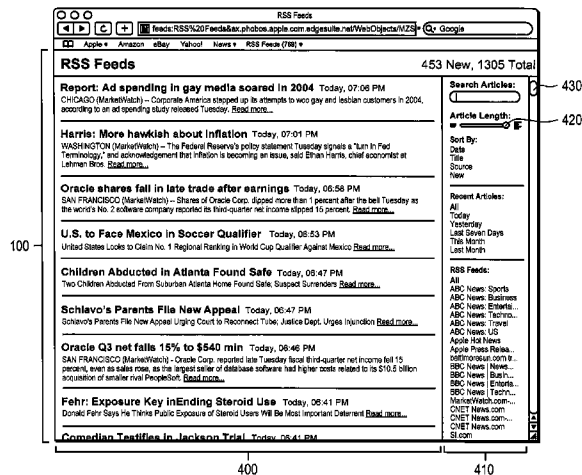 RSS Feeds
feeds:RSS%20Feeds&ax.phobos.apple.com.edgesuite.net/WebObjects/MZS
Google
Apple Amazon eBay Yahoo! News RSS Feeds (769)
RSS Feeds 453 New, 1305 Total
Report: Ad spending in gay media soared in 2004 Today, 07:06 PM
CHICAGO (MarketWatch) -- Corporate America stepped up its attempts to woo gay and lesbian customers in 2004,
according to an ad spending study released Tuesday. Read more...
Harris: More hawkish about inflation Today, 07:01 PM
WASHINGTON (MarketWatch) -- The Federal Reserve's policy statement Tuesday signals a "turn in Fed
Terminology," and acknowledgement that inflation is becoming an issue, said Ethan Harris, chief economist at
Lehman Bros. Read more...
Oracle shares fall in late trade after earnings Today, 06:56 PM
SAN FRANCISCO (MarketWatch) -- Shares of Oracle Corp. dipped more than 1 percent after the bell Tuesday as
the world's No. 2 software company reported its third-quarter net income slipped 15 percent. Read more...
U.S. to Face Mexico in Soccer Qualifier Today, 06:53 PM
United States Looks to Claim No. 1 Regional Ranking in World Cup Qualifier Against Mexico Read more...
Children Abducted in Atlanta Found Safe Today, 06:47 PM
Two Children Abducted From Suburban Atlanta Home Found Safe; Suspect Surrenders Read more...
Schiavo's Parents File New Appeal Today, 06:47 PM
Schiavo's Parents File New Appeal Urging Court to Reconnect Tube; Justice Dept. Urges Injunction Read more...
Oracle Q3 net falls 15% to $540 min Today, 06:46 PM
SAN FRANCISCO (MarketWatch) - Oracle Corp. reported late Tuesday fiscal third-quarter net income fell 15
percent, even as sales rose, as the largest seller of database software had higher costs related to its $10.5 billion
acquisition of smaller rival PeopleSoft. Read more...
Fehr: Exposure Key inEnding Steroid Use Today, 06:41 PM
Donald Fehr Says He Thinks Public Exposure of Steroid Users Will Be Most Important Deterrent Read more...
Comedian Testifies in Jackson Trial Today, 06:41 PM
Search Articles:
Article Length:
Sort By:
Date
Title
Source
New
Recent Articles:
All
Today
Yesterday
Last Seven Days
This Month
Last Month
RSS Feeds:
All
ABC News: Sports
ABC News: Business
ABC News: Entertai...
ABC News: Techno...
ABC News: Travel
ABC News: US
Apple Hot News
Apple Press Relea...
baltimoresun.com tr...
BBC News | News...
BBC News | Busin...
BBC News | Enterta...
BBC News | Techn...
MarketWatch.com-...
CNET News.com
CNET News.com
CNET News.com
SI.com
430
420
100
400
410